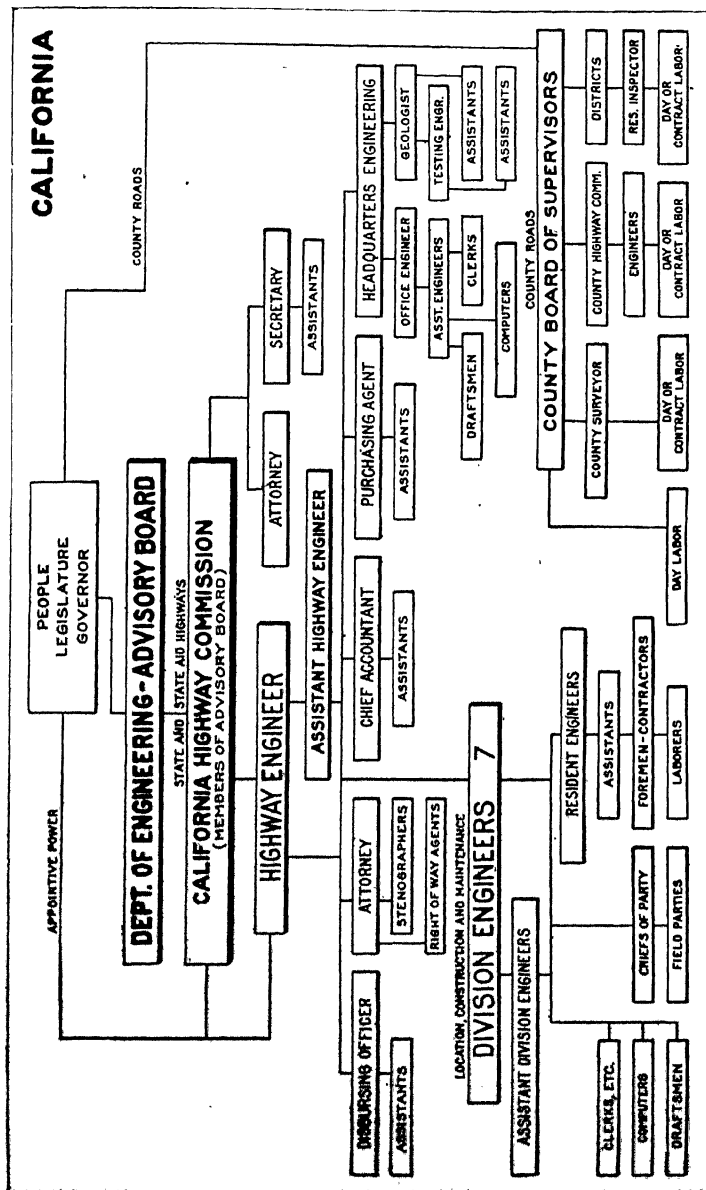 CALIFORNIA
PEOPLE
LEGISLATURE
GOVERNOR
APPOINTIVE POWER
COUNTY ROADS
DEPT. OF ENGINEERING-ADVISORY BOARD
STATE AND STATE AID HIGHWAYS
CALIFORNIA HIGHWAY COMMISSION
(MEMBERS OF ADVISORY BOARD)
ATTORNEY
SECRETARY
ASSISTANTS
HIGHWAY ENGINEER
ASSISTANT HIGHWAY ENGINEER
DISBURSING OFFICER
ASSISTANTS
ATTORNEY
STENOGRAPHERS
RIGHT OF WAY AGENTS
CHIEF ACCOUNTANT
ASSISTANTS
PURCHASING AGENT
ASSISTANTS
HEADQUARTERS ENGINEERING
OFFICE ENGINEER
ASST. ENGINEERS
DRAFTSMEN
CLERKS
COMPUTERS
GEOLOGIST
TESTING ENGR.
ASSISTANTS
ASSISTANTS
LOCATION, CONSTRUCTION AND MAINTENANCE
DIVISION ENGINEERS 7
ASSISTANT DIVISION ENGINEERS
CLERKS, ETC.
COMPUTERS
DRAFTSMEN
CHIEFS OF PARTY
FIELD PARTIES
RESIDENT ENGINEERS
ASSISTANTS
FOREMEN-CONTRACTORS
LABORERS
COUNTY ROADS
COUNTY BOARD OF SUPERVISORS
DAY LABOR
COUNTY SURVEYOR
DAY OR
CONTRACT LABOR
COUNTY HIGHWAY COMM.
ENGINEERS
DAY OR
CONTRACT LABOR
DISTRICTS
RES. INSPECTOR
DAY OR
CONTRACT LABOR